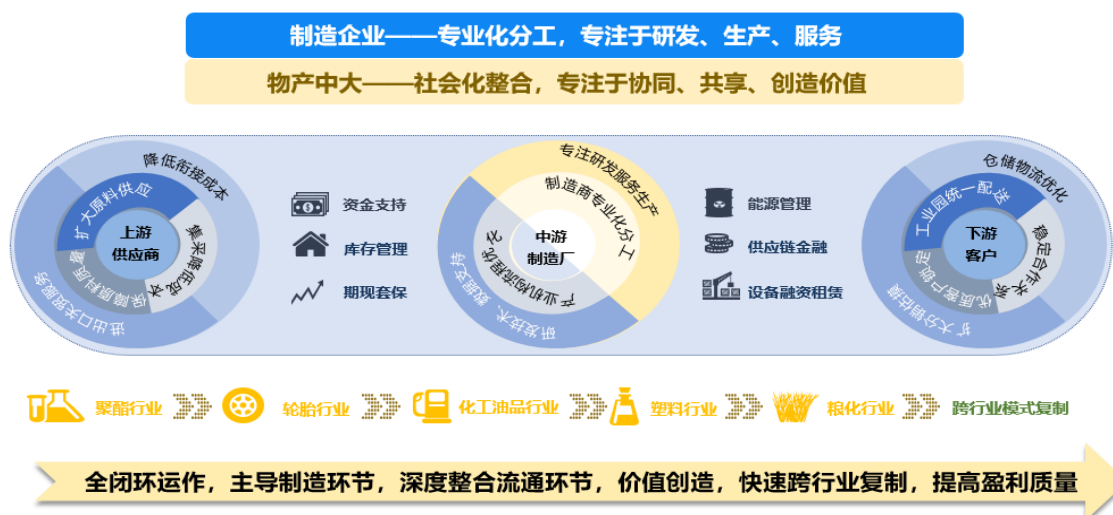 制造企业——专业化分工，专注于研发、生产、服务
物产中大——社会化整合，专注于协同、共享、创造价值
降低衔接成本
扩大原料供应
集采降低成本
保障原料质量
进出口关贸服务
上游
供应商
资金支持
库存管理
期现套保
专注研发服务生产
制造商专业化分工
产业机构流程优化
研发技术、数据支持
中游
制造厂
能源管理
供应链金融
设备融资租赁
仓储物流优化
工业园统一配送
稳定合作关系
优质客户锁定
扩大分销估摸
下游
客户
聚酯行业
轮胎行业
化工油品行业
塑料行业
粮化行业
跨行业模式复制
全闭环运作，主导制造环节，深度整合流通环节，价值创造，快速跨行业复制，提高盈利质量